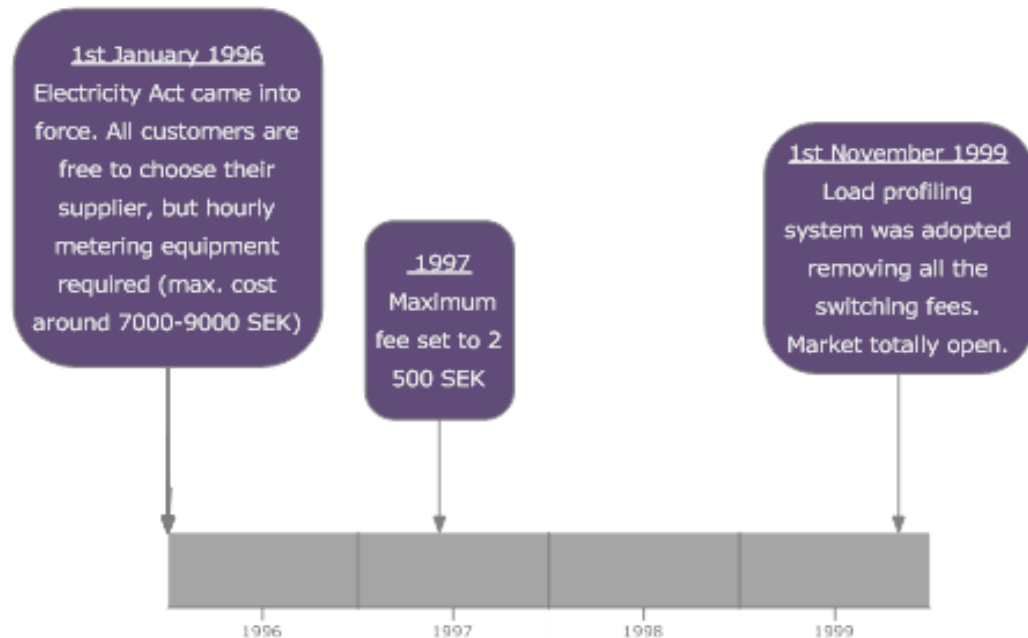 1st January 1996
Electricity Act came into
force. All customers are
free to choose their
supplier, but hourly
metering equipment
required (max. cost
around 7000-9000 SEK)
1997
Maximum
fee set to 2
500 SEK
1st November 1999
Load profiling
system was adopted
removing all the
switching fees.
Market totally open.
1996 1997 1998 1999